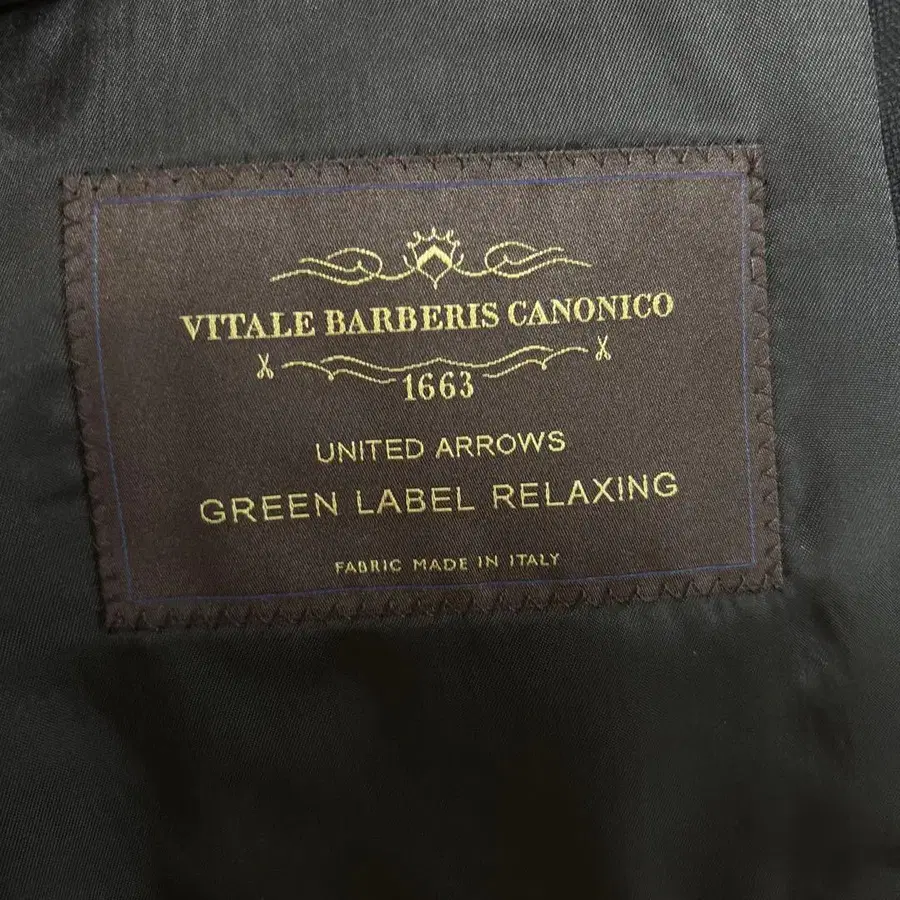 VITALE BARBERIS CANONICO
1663
UNITED ARROWS
GREEN LABEL RELAXING
FABRIC MADE IN ITALY